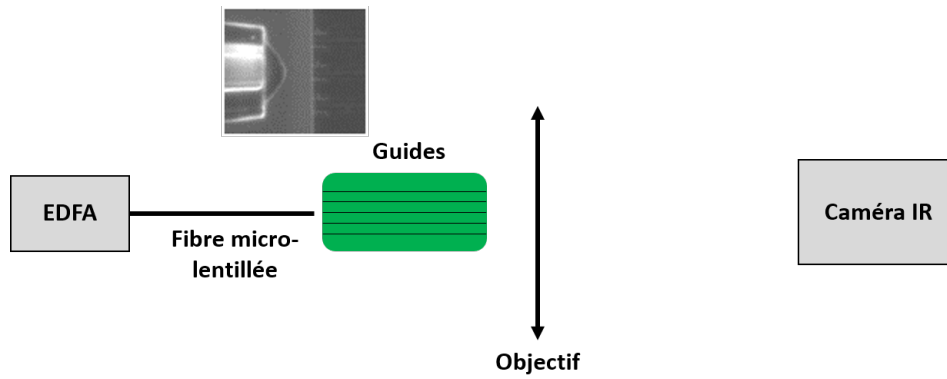 Guides
EDFA
Fibre micro-
lentillée
Caméra IR
Objectif